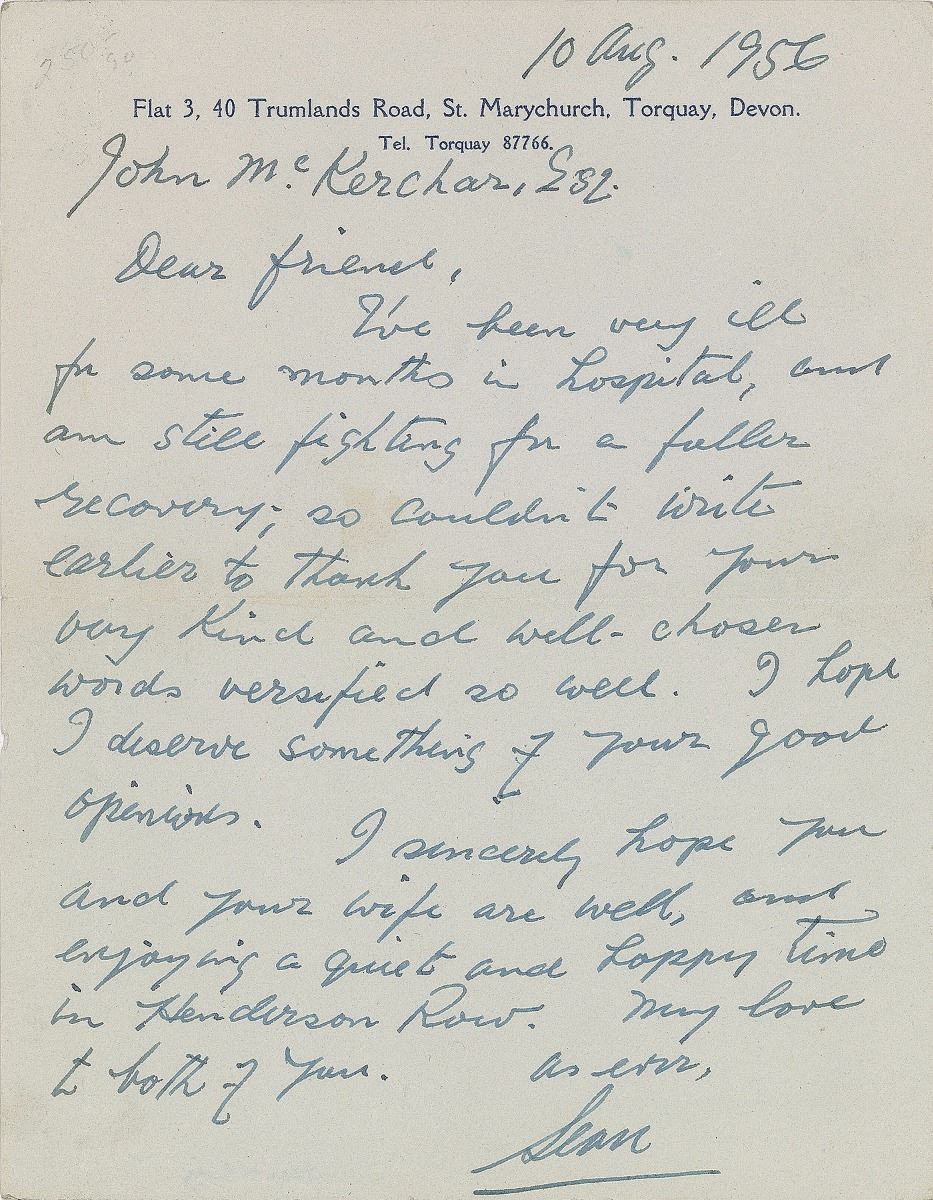 10 Aug. 1956
Flat 3, 40 Trumlands Road, St. Marychurch, Torquay, Devon.
Tel. Torquay 87766.
John McKerchar, Esq.
Dear friend,
I've been very ill
for some months in hospital, and
am still fighting for a fuller
recovery; so couldn't write
earlier to thank you for your
very kind and well-chosen
words versified so well. I hope
I deserve something of your good
opinions.
I sincerely hope you
and your wife are well, and
enjoying a quiet and happy time
in Henderson Row. My love
to both of you. As ever,
Sean